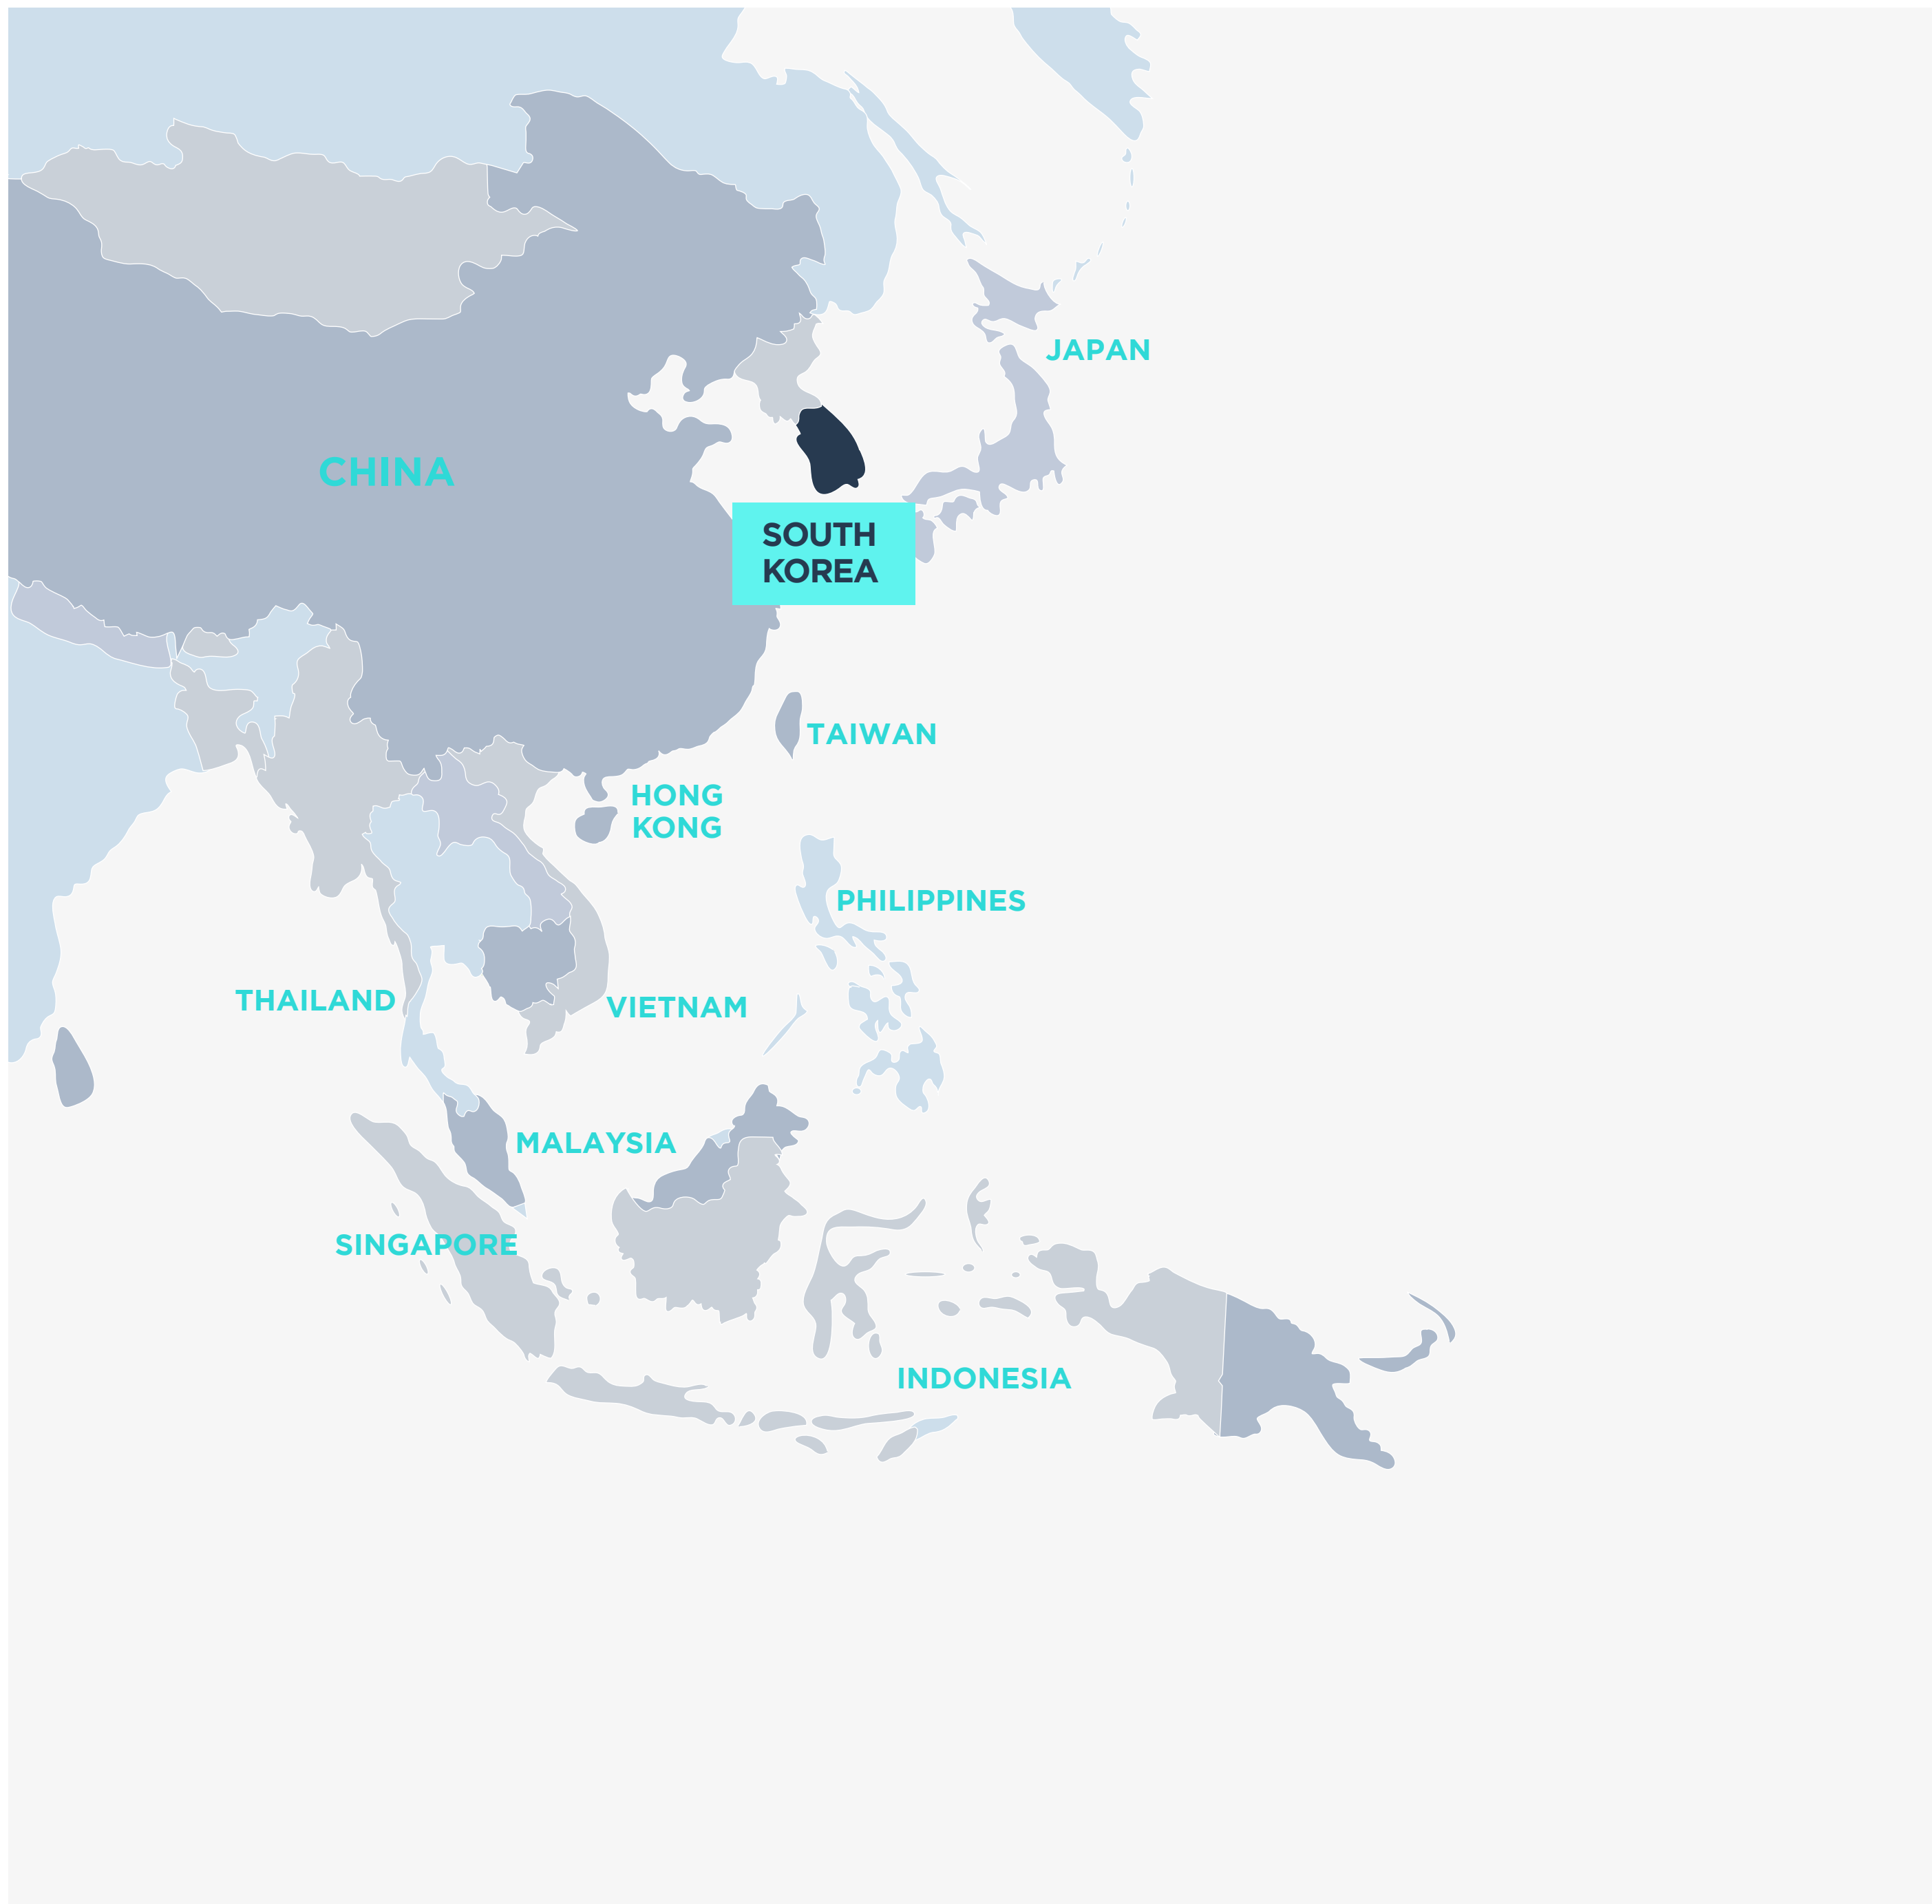 JAPAN
CHINA
SOUTH
KOREA
TAIWAN
HONG
KONG
PHILIPPINES
THAILAND
VIETNAM
MALAYSIA
SINGAPORE
INDONESIA